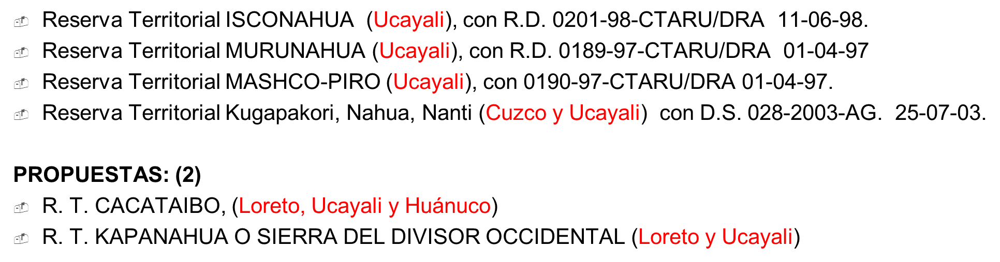 Reserva Territorial ISCONAHUA (Ucayali), con R.D. 0201-98-CTARU/DRA 11-06-98.
Reserva Territorial MURUNAHUA (Ucayali), con R.D. 0189-97-CTARU/DRA 01-04-97
Reserva Territorial MASHCO-PIRO (Ucayali), con 0190-97-CTARU/DRA 01-04-97.
Reserva Territorial Kugapakori, Nahua, Nanti (Cuzco y Ucayali) con D.S. 028-2003-AG. 25-07-03.
PROPUESTAS: (2)
R. T. CACATAIBO, (Loreto, Ucayali y Huánuco)
R. T. KAPANAHUA O SIERRA DEL DIVISOR OCCIDENTAL (Loreto y Ucayali)